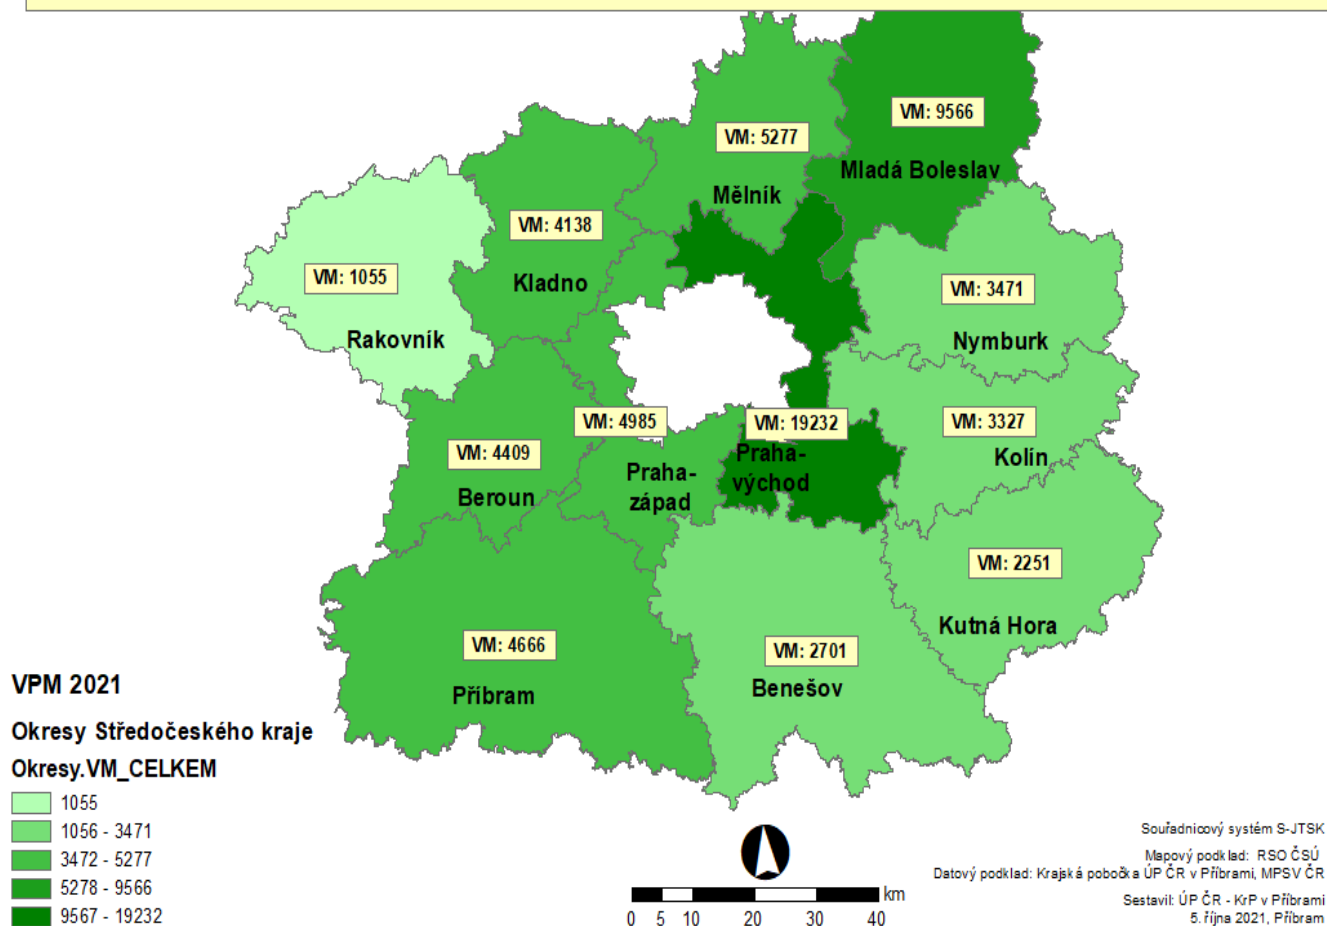 VM: 9566
VM: 5277
Mladá Boleslav
Mělník
VM: 4138
VM: 1055
Kladno
VM: 3471
Rakovník
Nymburk
VM: 4985
VM: 19232
VM: 3327
VM: 4409
Praha-
východ
Kolín
Praha-
západ
Beroun
VM: 2251
Kutná Hora
VM: 4666
VM: 2701
Benešov
Příbram
VPM 2021
Okresy Středočeského kraje
Okresy.VM_CELKEM
1055
1056 - 3471
3472 - 5277
5278 - 9566
9567 - 19232
km
0 5 10 20 30 40
Souřadnicový systém S-JTSK
Mapový podklad: RSO ČSÚ
Datový podklad: Krajská pobočka ÚP ČR v Příbrami, MPSV ČR
Sestavil: ÚP ČR - KrP v Příbrami
5. října 2021, Příbram